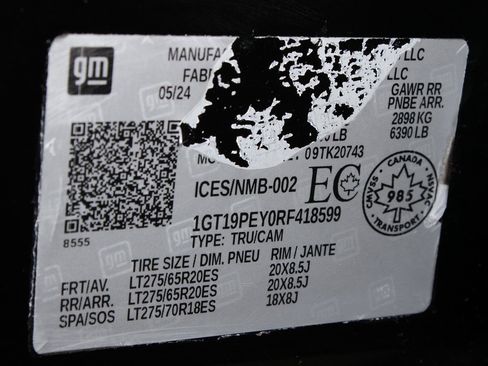 gm
MANUFA LLC
FABRI LLC
05/24 GAWR RR
PNBE ARR.
2898 KG
LB 6390 LB
09TK20743
ICES/NMB-002 EC
1GT19PEY0RF418599
TYPE: TRU/CAM
8555
CANADA
985
TRANSPORT
TIRE SIZE / DIM. PNEU RIM / JANTE
FRT/AV. LT275/65R20ES 20X8.5J
RR/ARR. LT275/65R20ES 20X8.5J
SPA/SOS LT275/70R18ES 18X8J